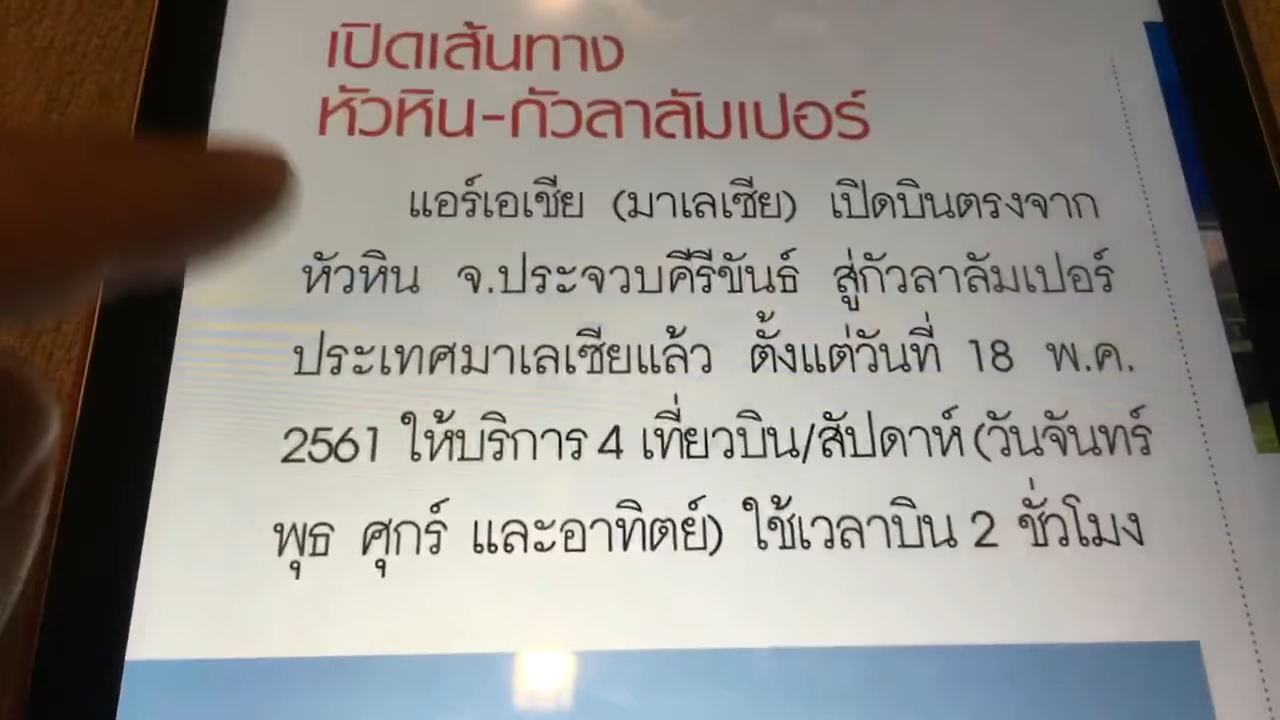 เปิดเส้นทาง
หัวหิน-กัวลาลัมเปอร์
แอร์เอเชีย (มาเลเซีย) เปิดบินตรงจาก
หัวหิน จ.ประจวบคีรีขันธ์ สู่กัวลาลัมเปอร์
ประเทศมาเลเซียแล้ว ตั้งแต่วันที่ 18 พ.ค.
2561 ให้บริการ 4 เที่ยวบิน/สัปดาห์ (วันจันทร์
พุธ ศุกร์ และอาทิตย์) ใช้เวลาบิน 2 ชั่วโมง